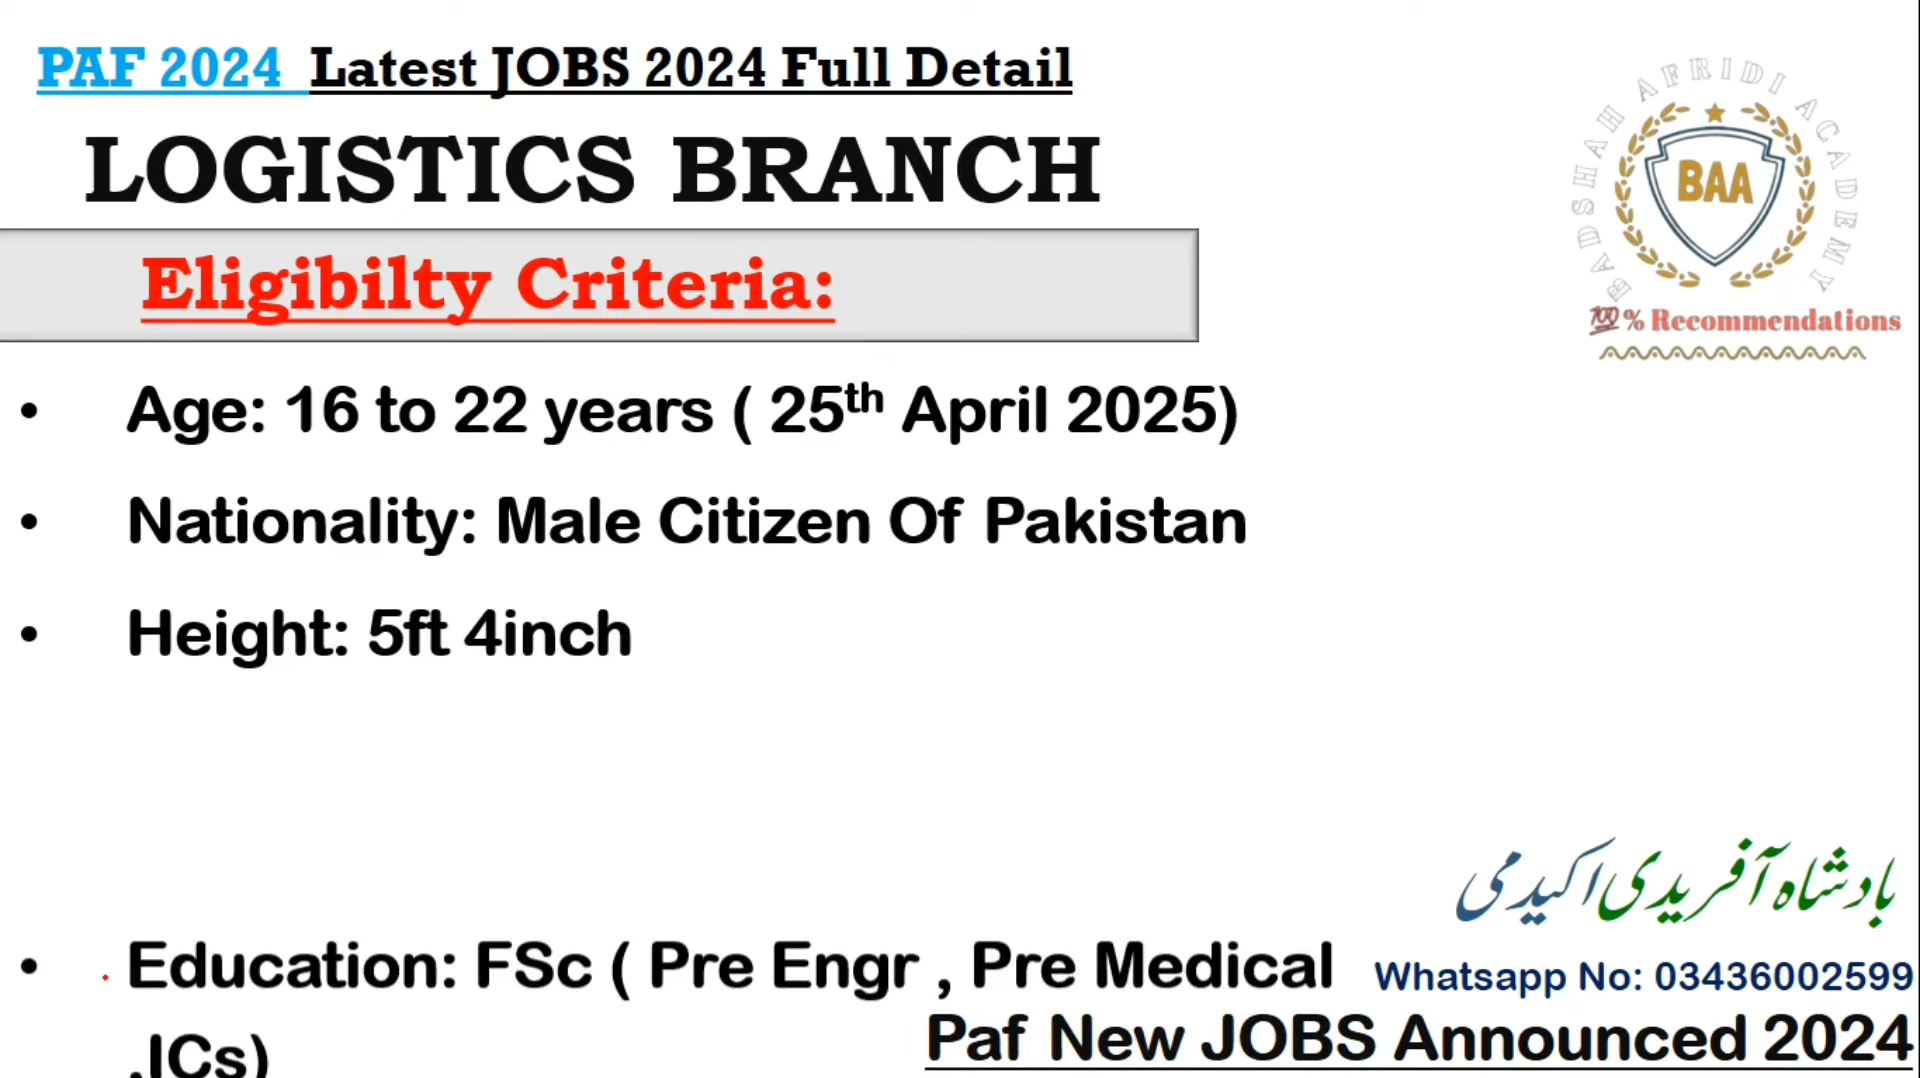 PAF 2024 Latest JOBS 2024 Full Detail
LOGISTICS BRANCH
BADSHAH AFRIDI ACADEMY
BAA
💯% Recommendations
Eligibilty Criteria:
• Age: 16 to 22 years ( 25th April 2025)
• Nationality: Male Citizen Of Pakistan
• Height: 5ft 4inch
بادشاہ آفریدی اکیڈمی
• Education: FSc ( Pre Engr , Pre Medical
,ICs)
Whatsapp No: 03436002599
Paf New JOBS Announced 2024